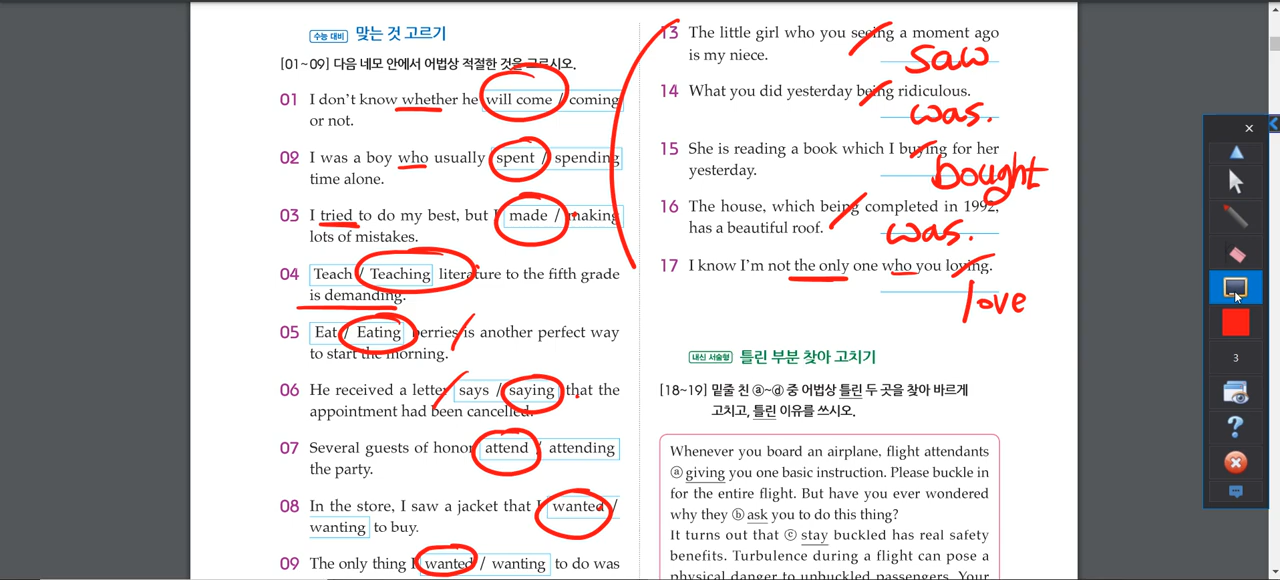 수능 대비 맞는 것 고르기
[01~09] 다음 네모 안에서 어법상 적절한 것을 고르시오.
01 I don't know whether he will come / coming
or not.
02 I was a boy who usually spent / spending
time alone.
03 I tried to do my best, but I made / making
lots of mistakes.
04 Teach / Teaching literature to the fifth grade
is demanding.
05 Eat / Eating berries is another perfect way
to start the morning.
06 He received a letter says / saying that the
appointment had been cancelled.
07 Several guests of honor attend / attending
the party.
08 In the store, I saw a jacket that I wanted /
wanting to buy.
09 The only thing I wanted / wanting to do was
13 The little girl who you seeing a moment ago
is my niece.
saw
14 What you did yesterday being ridiculous.
was.
15 She is reading a book which I buying for her
yesterday.
bought
16 The house, which being completed in 1992,
has a beautiful roof.
was.
17 I know I'm not the only one who you loving.
love
내신 서술형 틀린 부분 찾아 고치기
[18~19] 밑줄 친 ⓐ~ⓓ 중 어법상 틀린 두 곳을 찾아 바르게
고치고, 틀린 이유를 쓰시오.
Whenever you board an airplane, flight attendants
ⓐ giving you one basic instruction. Please buckle in
for the entire flight. But have you ever wondered
why they ⓑ ask you to do this thing?
It turns out that ⓒ stay buckled has real safety
benefits. Turbulence during a flight can pose a
physical danger to unbuckled passengers. Your
3